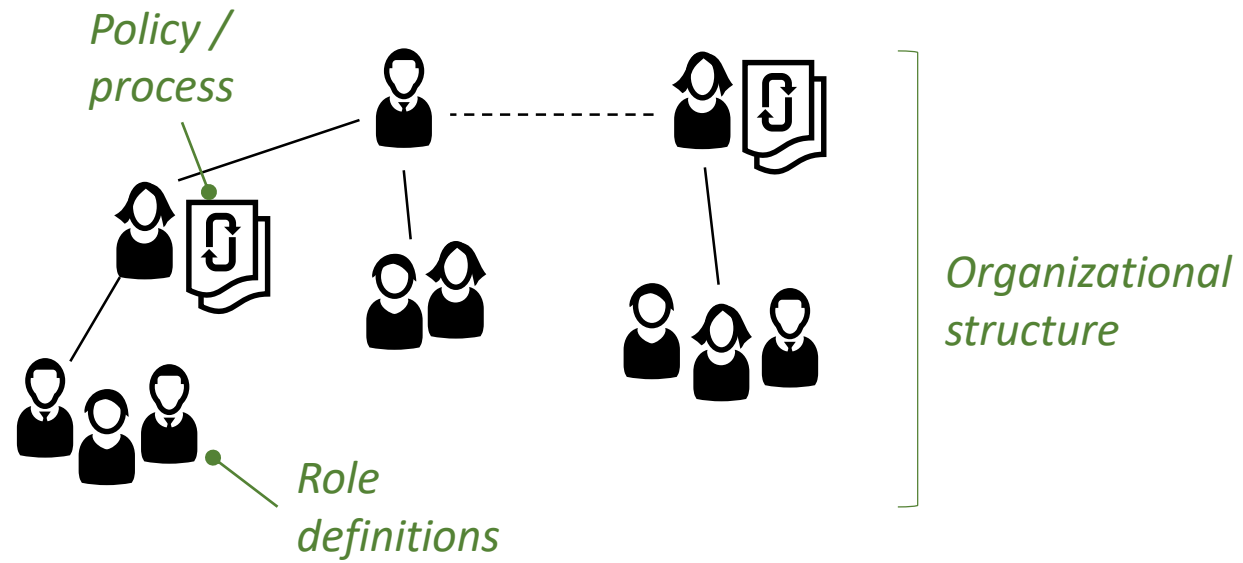 Policy /
process
Organizational
structure
Role
definitions